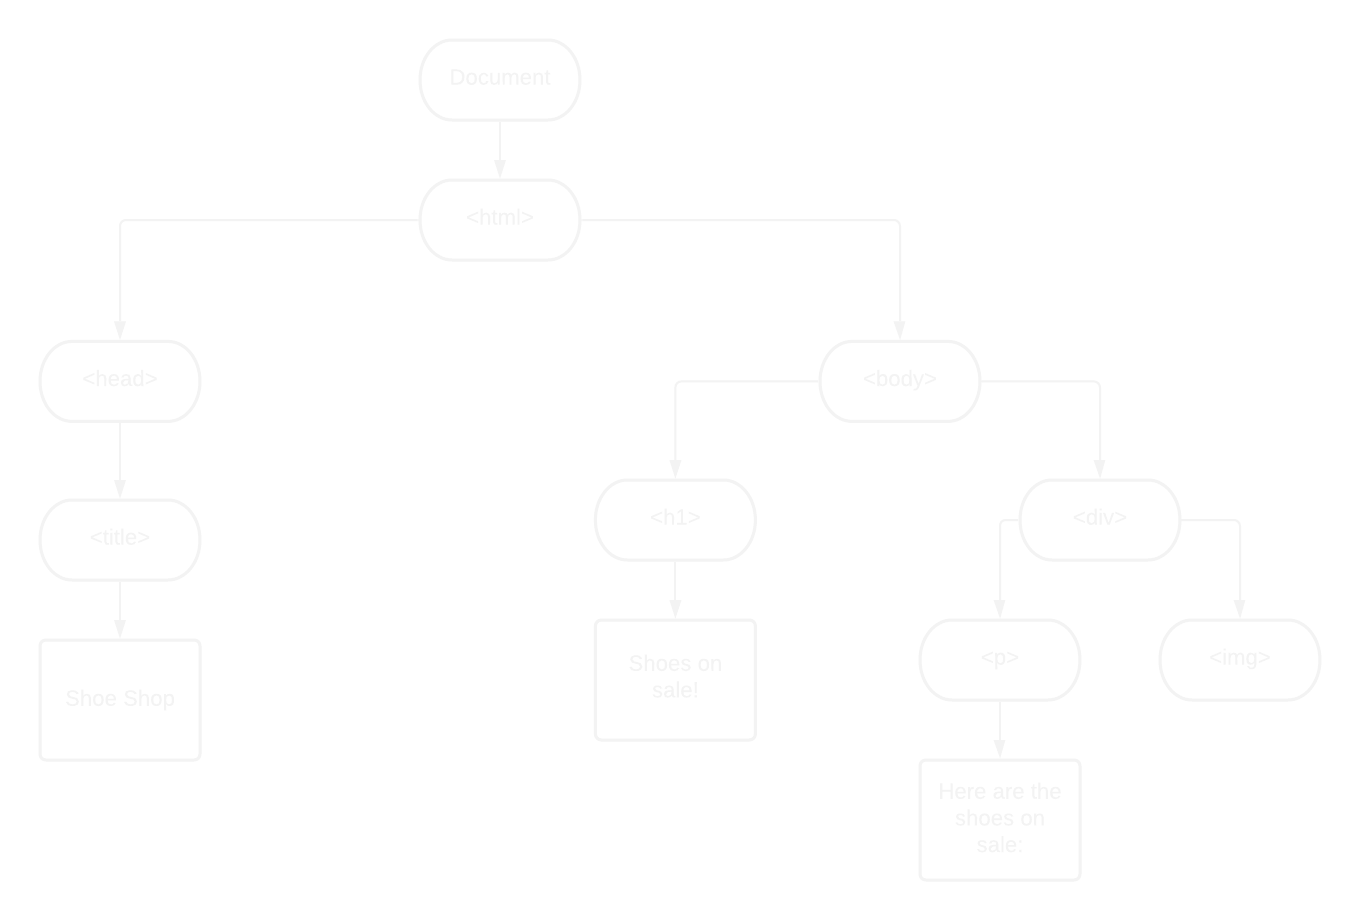 Document
<html>
<head>
<body>
<title>
<h1>
<div>
Shoe Shop
Shoes on
sale!
<p>
<img>
Here are the
shoes on
sale: